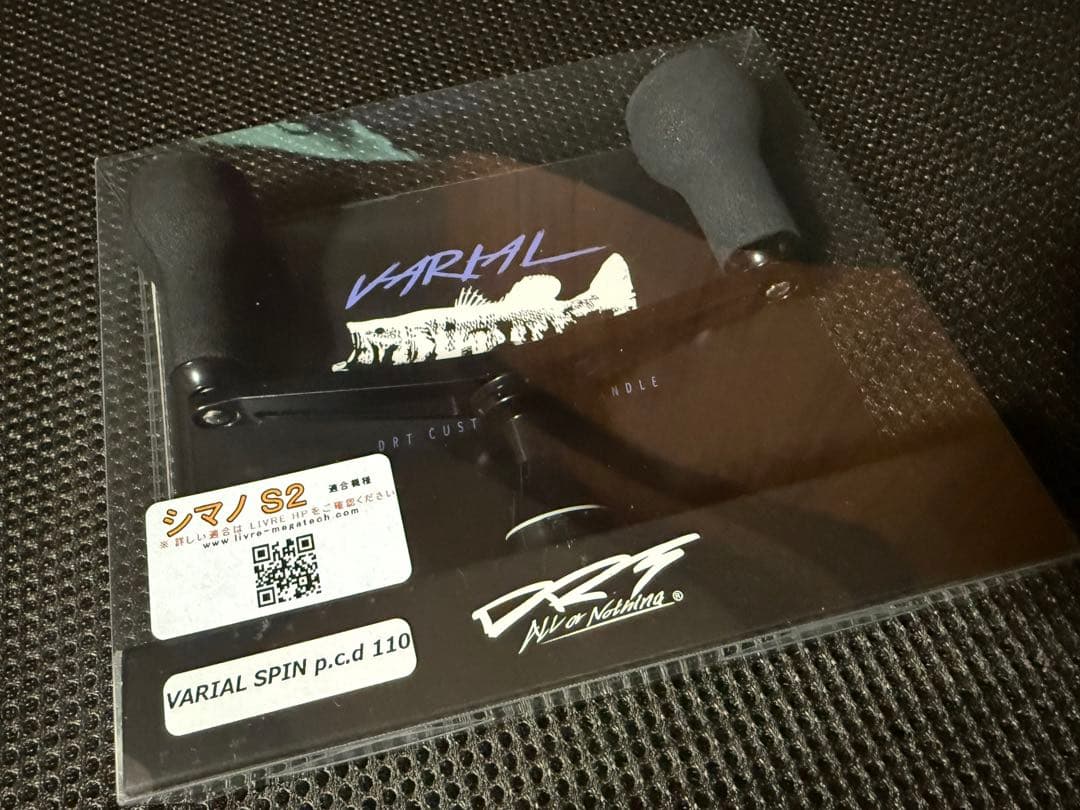 VARIAL
DRT CUST
NDLE
シマノ S2 適合機種
※ 詳しい適合は LIVRE HP をご確認ください
www.livre-megatech.com
DRT
ALL or Nothing ®
VARIAL SPIN p.c.d 110